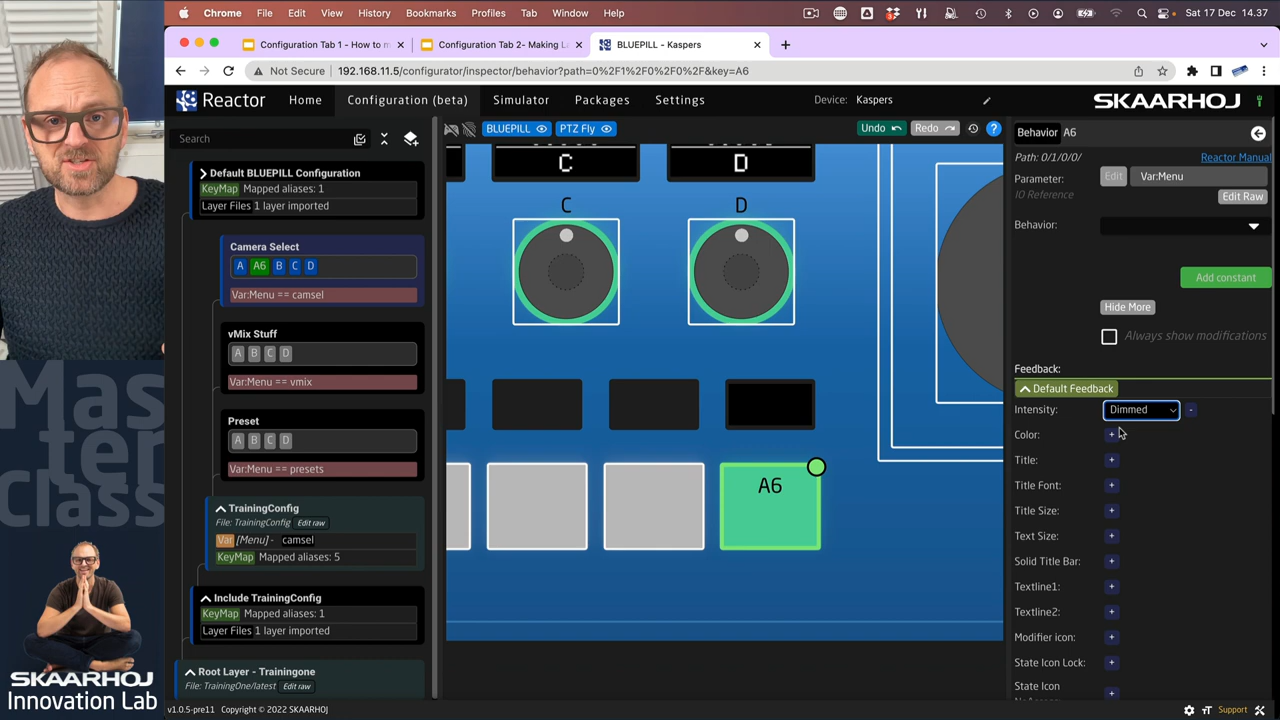 Chrome File Edit View History Bookmarks Profiles Tab Window Help Sat 17 Dec 14.37
Configuration Tab 1 - How to m
Configuration Tab 2- Making La
BLUEPILL - Kaspers
Not Secure 192.168.11.5/configurator/inspector/behavior?path=0%2F1%2F0%2F0%2F&key=A6
Reactor Home Configuration (beta) Simulator Packages Settings Device: Kaspers SKAARHOJ
Search
Default BLUEPILL Configuration
KeyMap Mapped aliases: 1
Layer Files 1 layer imported
Camera Select
A A6 B C D
Var:Menu == camsel
vMix Stuff
A B C D
Var:Menu == vmix
Preset
A B C D
Var:Menu == presets
TrainingConfig
File: TrainingConfig Edit raw
Var [Menu] - camsel
KeyMap Mapped aliases: 5
Include TrainingConfig
KeyMap Mapped aliases: 1
Layer Files 1 layer imported
Root Layer - Trainingone
File: TrainingOne/latest Edit raw
v1.0.5-pre11 Copyright © 2022 SKAARHOJ
BLUEPILL PTZ Fly Undo Redo ?
C D
C D
A6
Behavior A6
Path: 0/1/0/0/ Reactor Manual
Parameter: Edit Var:Menu
IO Reference Edit Raw
Behavior:
Add constant
Hide More
Always show modifications
Feedback:
Default Feedback
Intensity: Dimmed -
Color: +
Title: +
Title Font: +
Title Size: +
Text Size: +
Solid Title Bar: +
Textline1: +
Textline2: +
Modifier icon: +
State Icon Lock: +
State Icon +
Support
Master
Class
SKAARHOJ
Innovation Lab